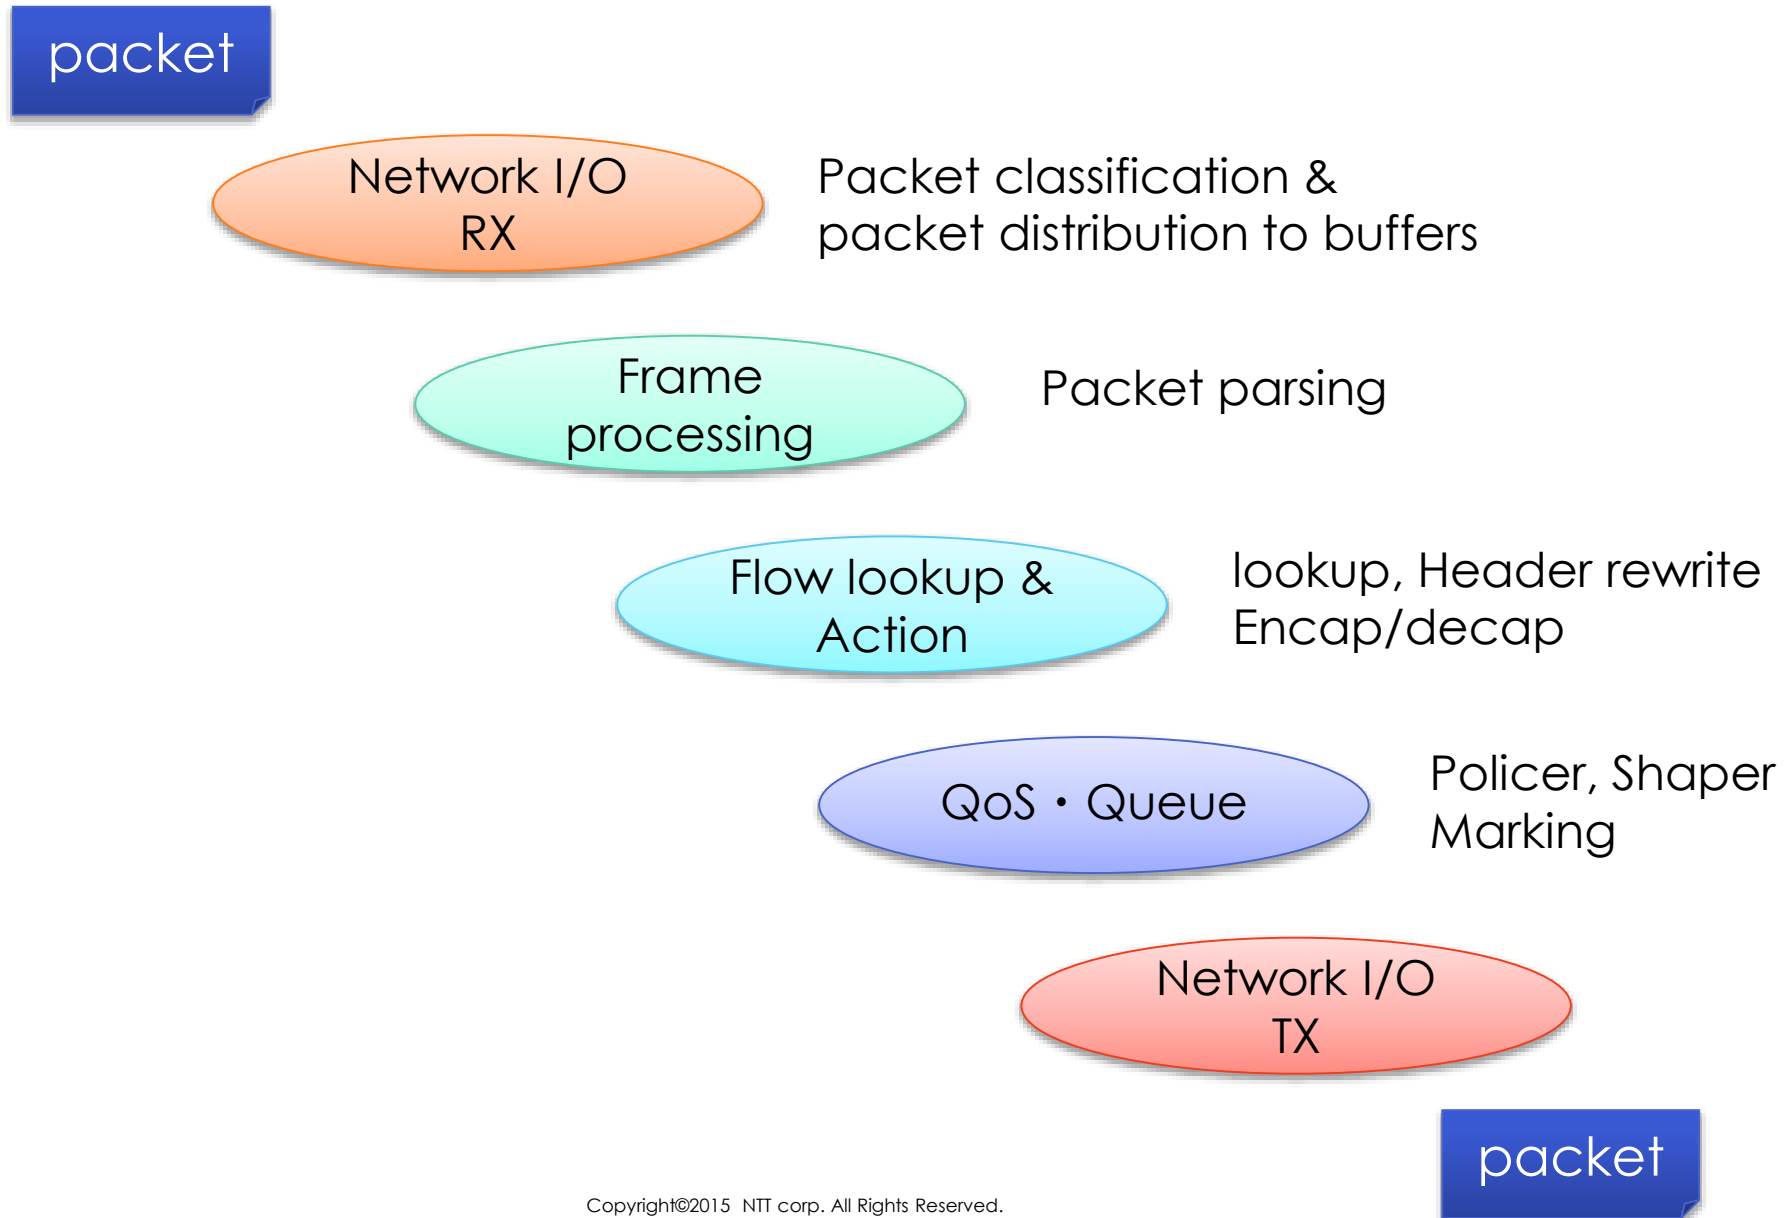 packet
Network I/O
RX
Packet classification &
packet distribution to buffers
Frame
processing
Packet parsing
Flow lookup &
Action
lookup, Header rewrite
Encap/decap
QoS・Queue
Policer, Shaper
Marking
Network I/O
TX
packet
Copyright©2015 NTT corp. All Rights Reserved.